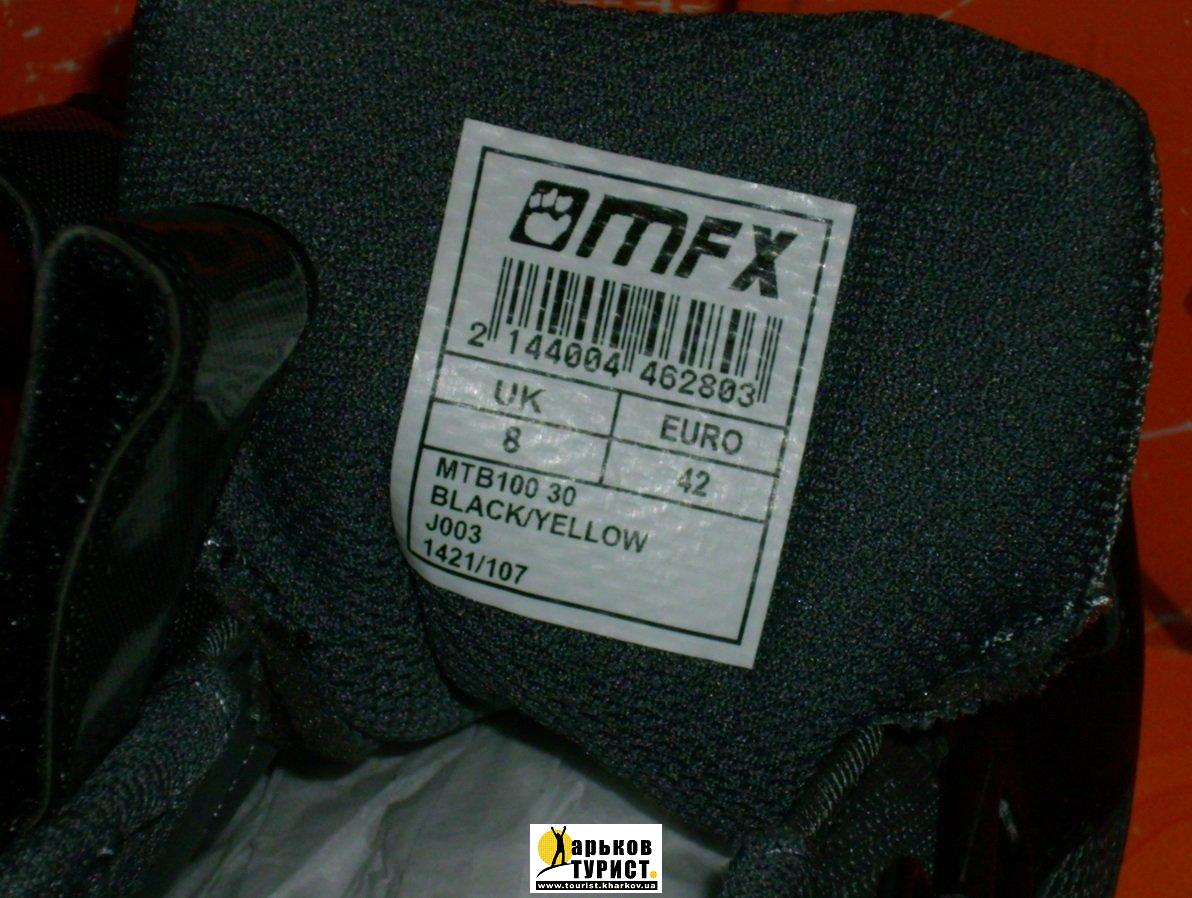 MFX
2 144004 462803
UK EURO
8 42
MTB100 30
BLACK/YELLOW
J003
1421/107
Харьков
ТУРИСТ.
www.tourist.kharkov.ua